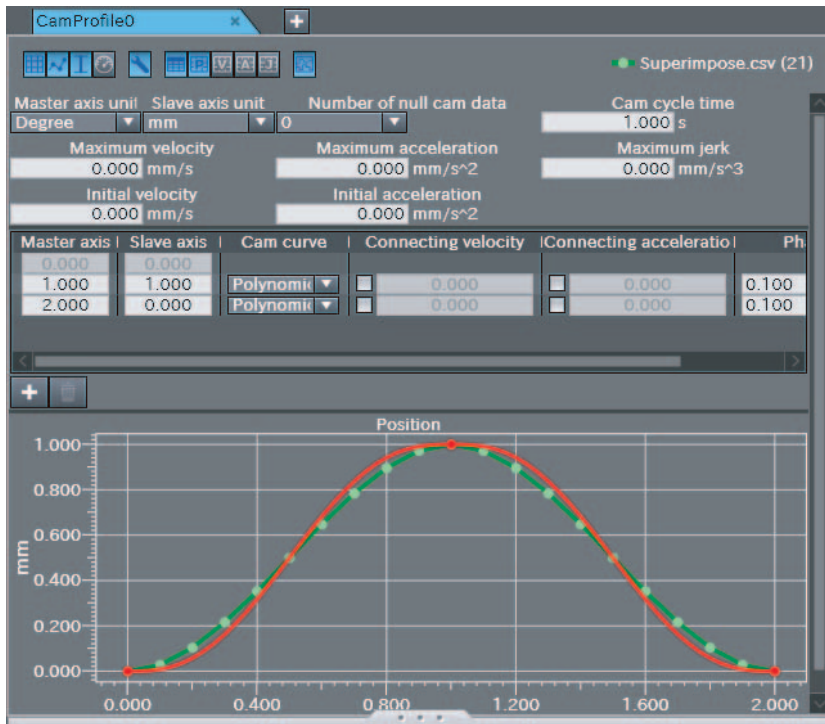 CamProfile0 × +
P V A J Superimpose.csv (21)
Master axis unit Slave axis unit Number of null cam data Cam cycle time
Degree mm 0 1.000 s
Maximum velocity Maximum acceleration Maximum jerk
0.000 mm/s 0.000 mm/s^2 0.000 mm/s^3
Initial velocity Initial acceleration
0.000 mm/s 0.000 mm/s^2
Master axis Slave axis Cam curve Connecting velocity Connecting acceleratio Ph
0.000 0.000
1.000 1.000 Polynomi 0.000 0.000 0.100
2.000 0.000 Polynomi 0.000 0.000 0.100
+
Position
1.000
0.800
0.600
0.400
0.200
0.000
mm
0.000 0.400 0.800 1.200 1.600 2.000